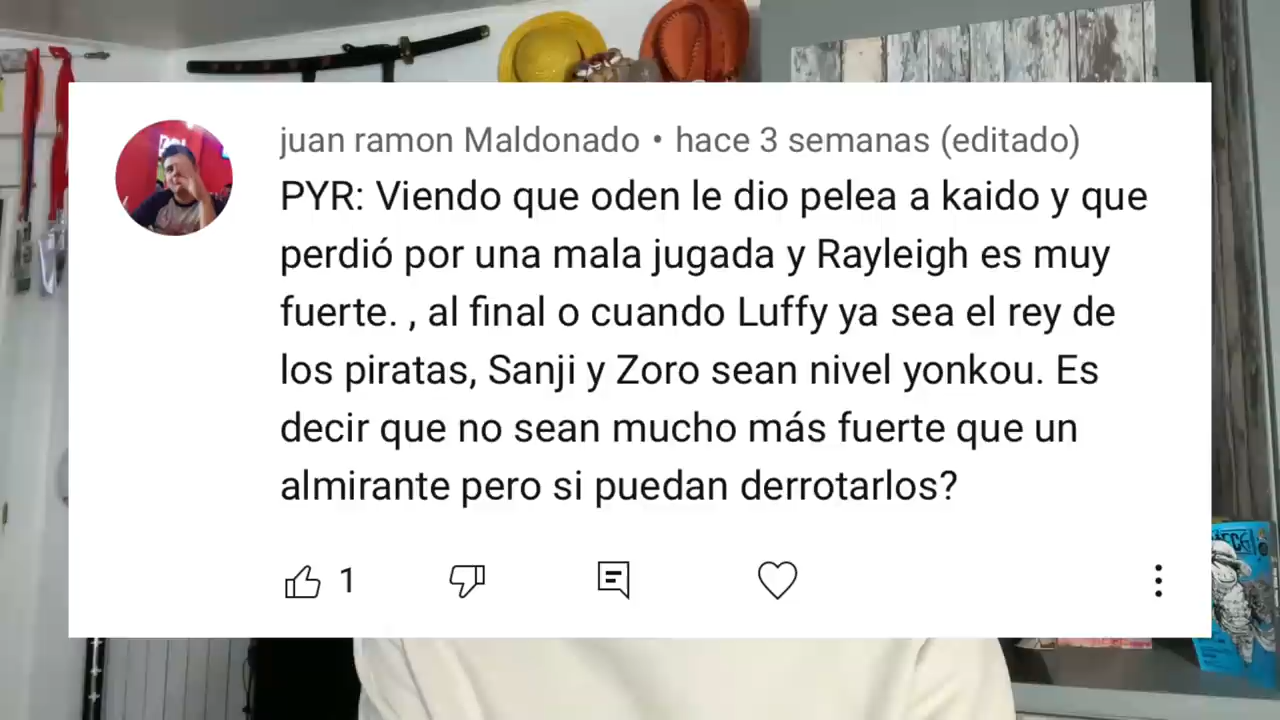 juan ramon Maldonado • hace 3 semanas (editado)
PYR: Viendo que oden le dio pelea a kaido y que
perdió por una mala jugada y Rayleigh es muy
fuerte. , al final o cuando Luffy ya sea el rey de
los piratas, Sanji y Zoro sean nivel yonkou. Es
decir que no sean mucho más fuerte que un
almirante pero si puedan derrotarlos?
1